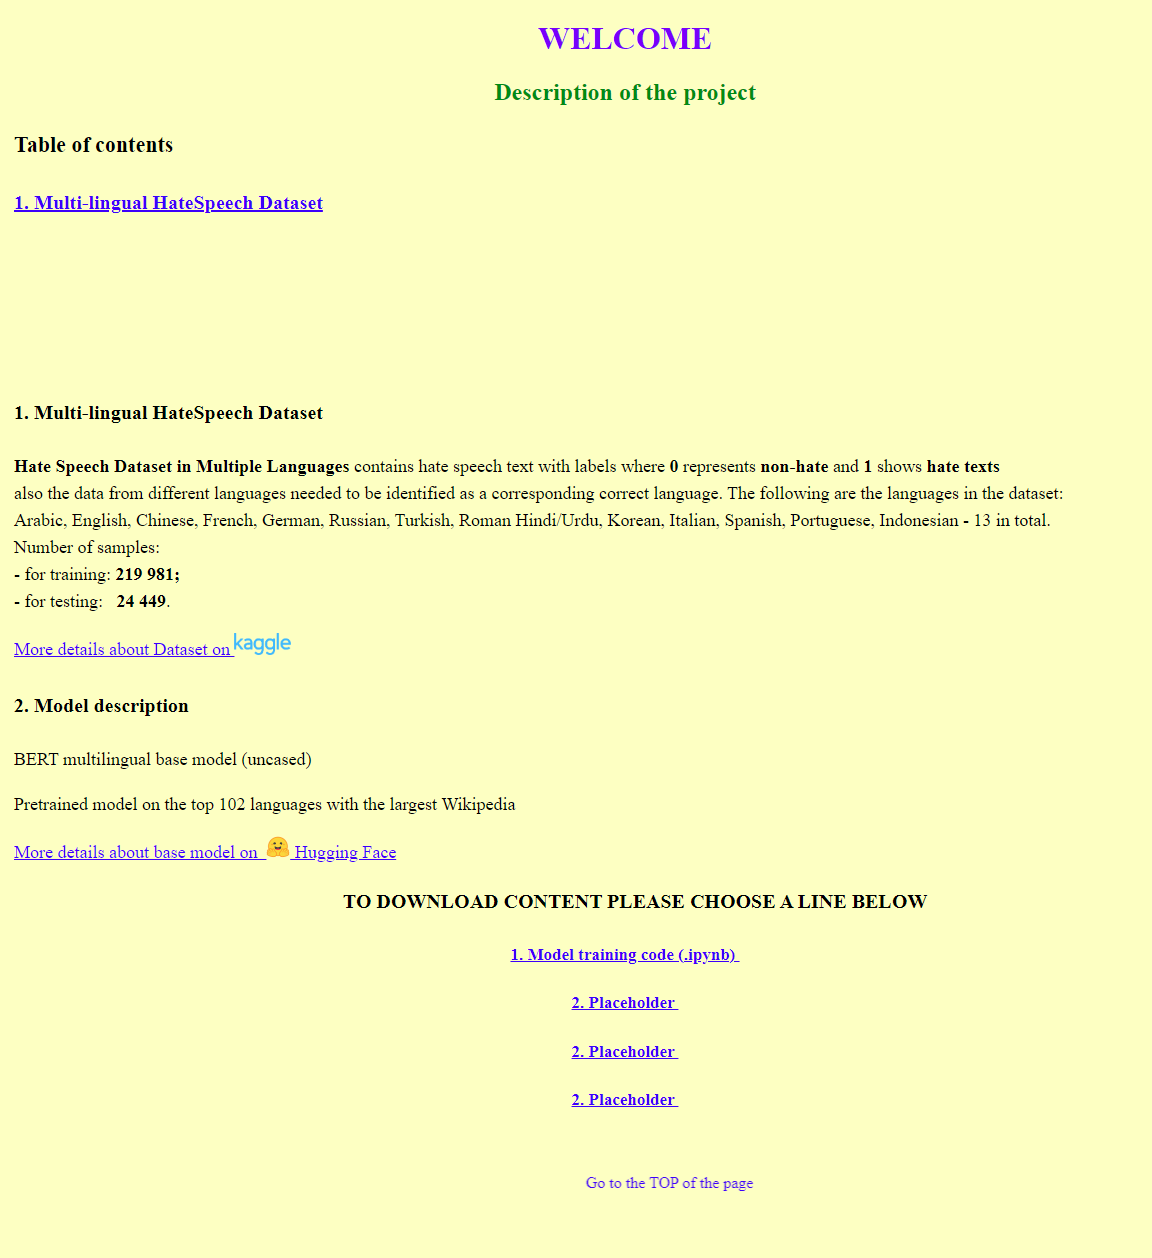 WELCOME
Description of the project
Table of contents
1. Multi-lingual HateSpeech Dataset
1. Multi-lingual HateSpeech Dataset
Hate Speech Dataset in Multiple Languages contains hate speech text with labels where 0 represents non-hate and 1 shows hate texts
also the data from different languages needed to be identified as a corresponding correct language. The following are the languages in the dataset:
Arabic, English, Chinese, French, German, Russian, Turkish, Roman Hindi/Urdu, Korean, Italian, Spanish, Portuguese, Indonesian - 13 in total.
Number of samples:
- for training: 219 981;
- for testing: 24 449.
More details about Dataset on kaggle
2. Model description
BERT multilingual base model (uncased)
Pretrained model on the top 102 languages with the largest Wikipedia
More details about base model on Hugging Face
TO DOWNLOAD CONTENT PLEASE CHOOSE A LINE BELOW
1. Model training code (.ipynb)
2. Placeholder
2. Placeholder
2. Placeholder
Go to the TOP of the page